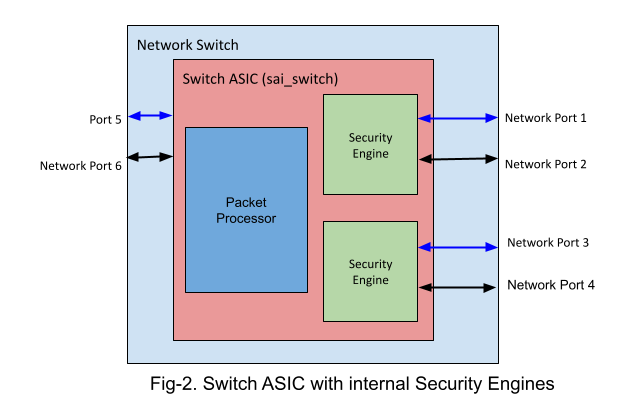 Network Switch
Switch ASIC (sai_switch)
Port 5
Network Port 6
Packet
Processor
Security
Engine
Security
Engine
Network Port 1
Network Port 2
Network Port 3
Network Port 4
Fig-2. Switch ASIC with internal Security Engines